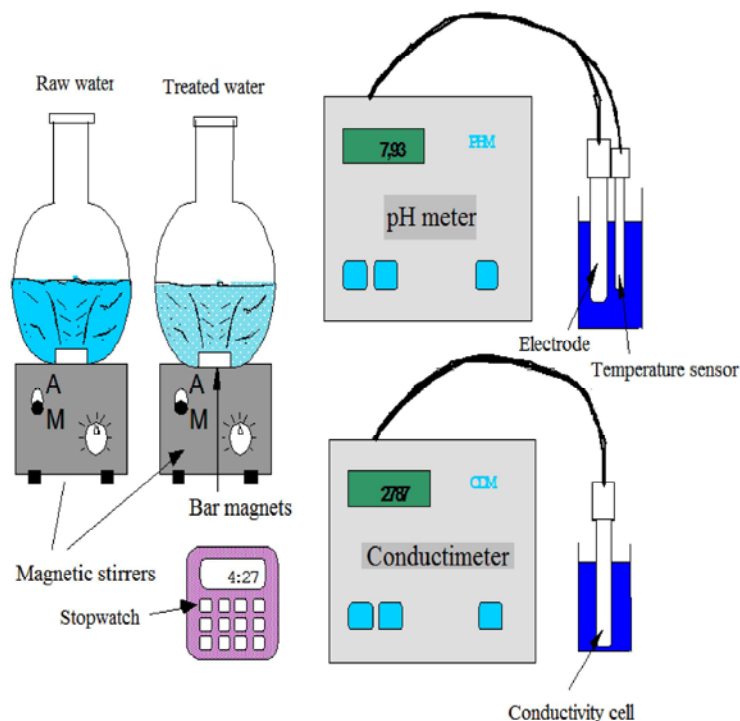 Raw water
Treated water
7,93
PHM
pH meter
Electrode
Temperature sensor
A
M
A
M
Bar magnets
Magnetic stirrers
4:27
Stopwatch
2787
CDM
Conductimeter
Conductivity cell